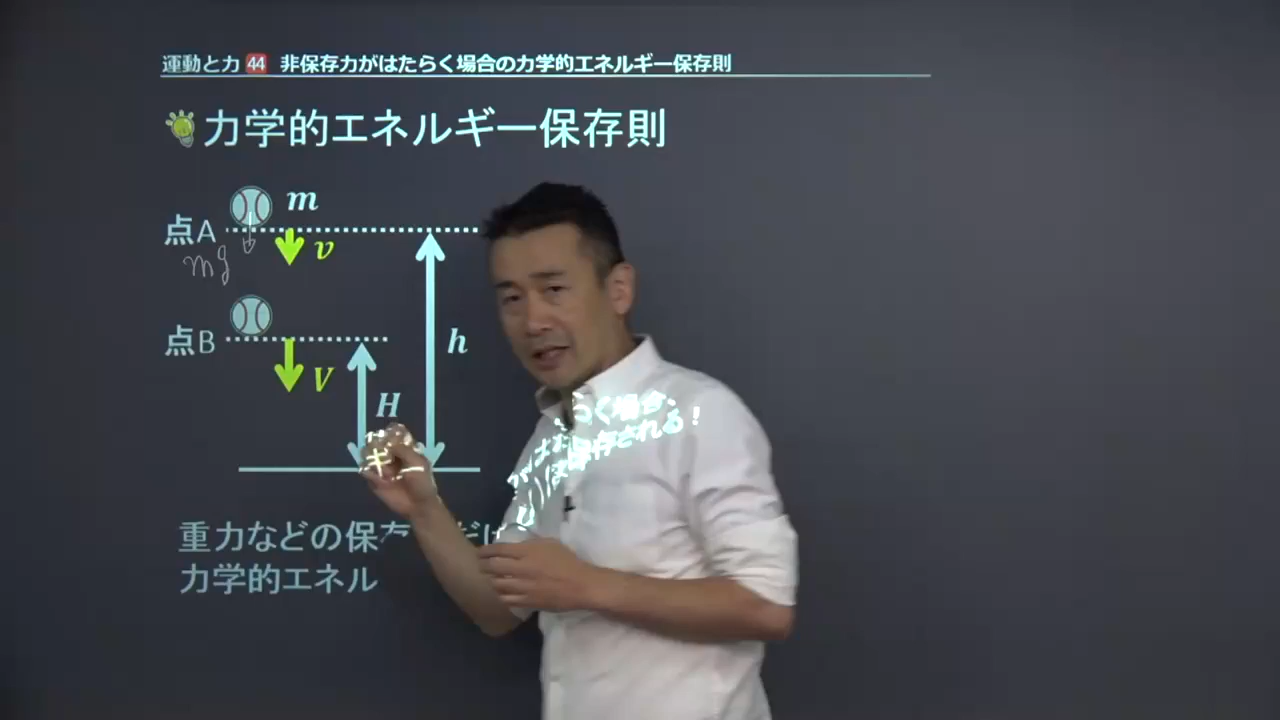 運動と力 44 非保存力がはたらく場合の力学的エネルギー保存則
力学的エネルギー保存則
m
点A
v
mg
点B
V
h
H
らく場合、
重力などの保存 だけ
は保存される!
力学的エネル
ギー